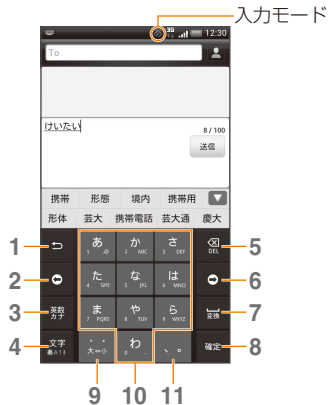 入力モード
3G 12:30
To
けいたい
8/100
送信
携帯 形態 境内 携帯用
形体 芸大 携帯電話 芸大通 慶大
1 あ か さ 5
1 .@ 2 ABC 3 DEF DEL
2 た な は 6
4 GHI 5 JKL 6 MNO
3 英数カナ ま や ら 変換 7
7 PQRS 8 TUV 9 WXYZ
4 文字 あA1 大⇔小 わ 、。 確定 8
0
9 10 11